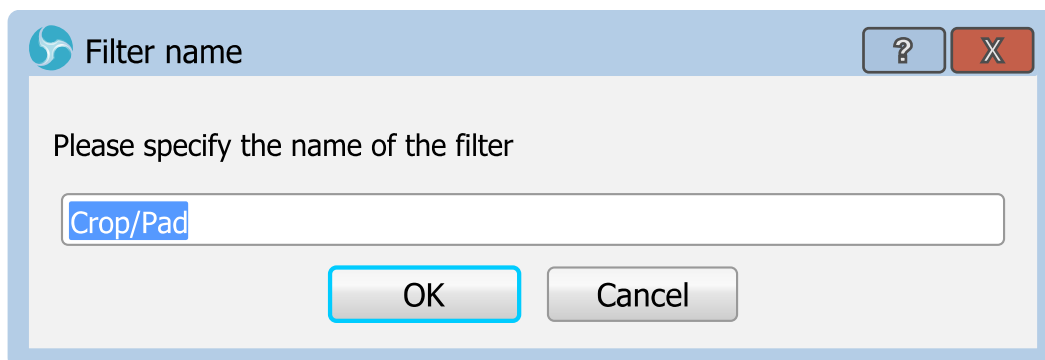 Filter name ? X
Please specify the name of the filter
Crop/Pad
OK Cancel